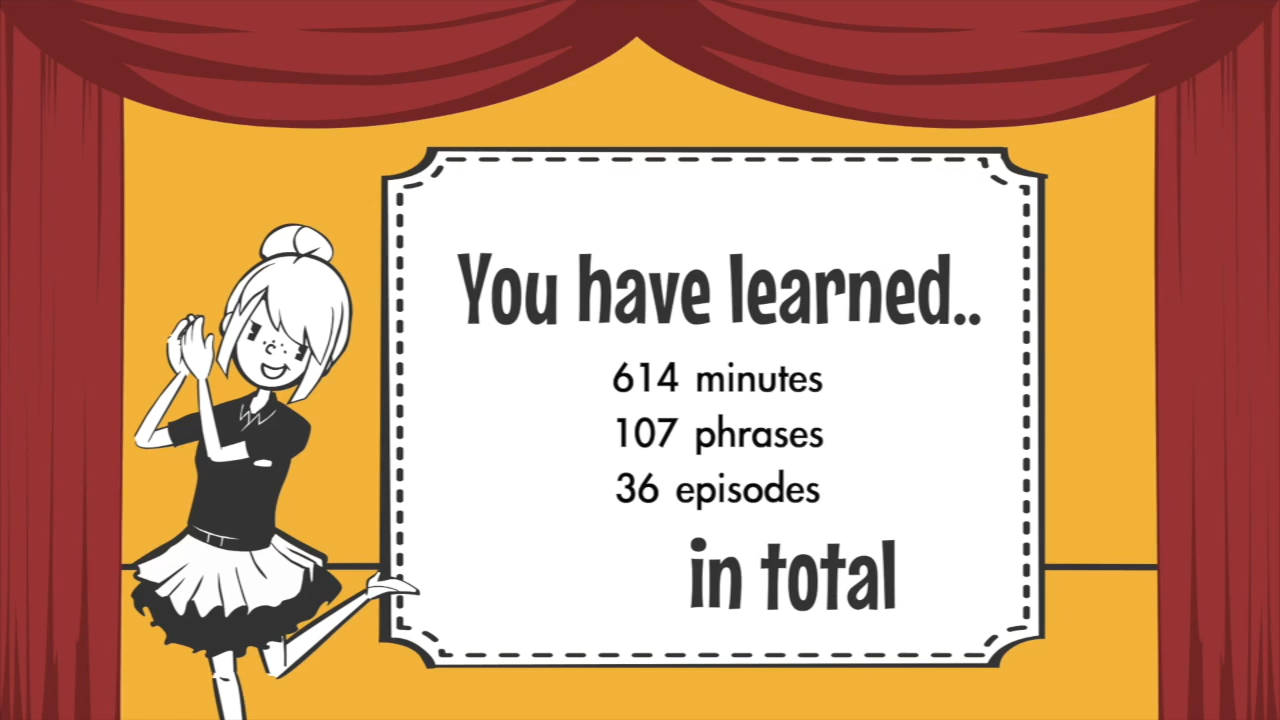 You have learned..
614 minutes
107 phrases
36 episodes
in total